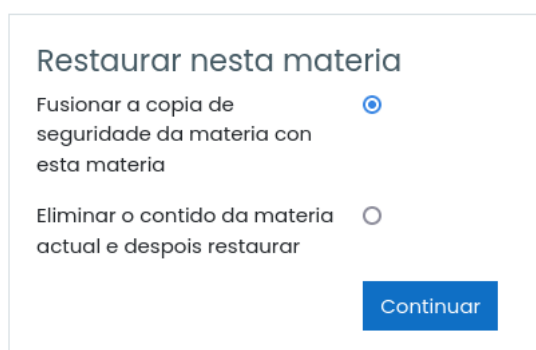 Restaurar nesta materia
Fusionar a copia de
seguridade da materia con
esta materia
Eliminar o contido da materia
actual e despois restaurar
Continuar